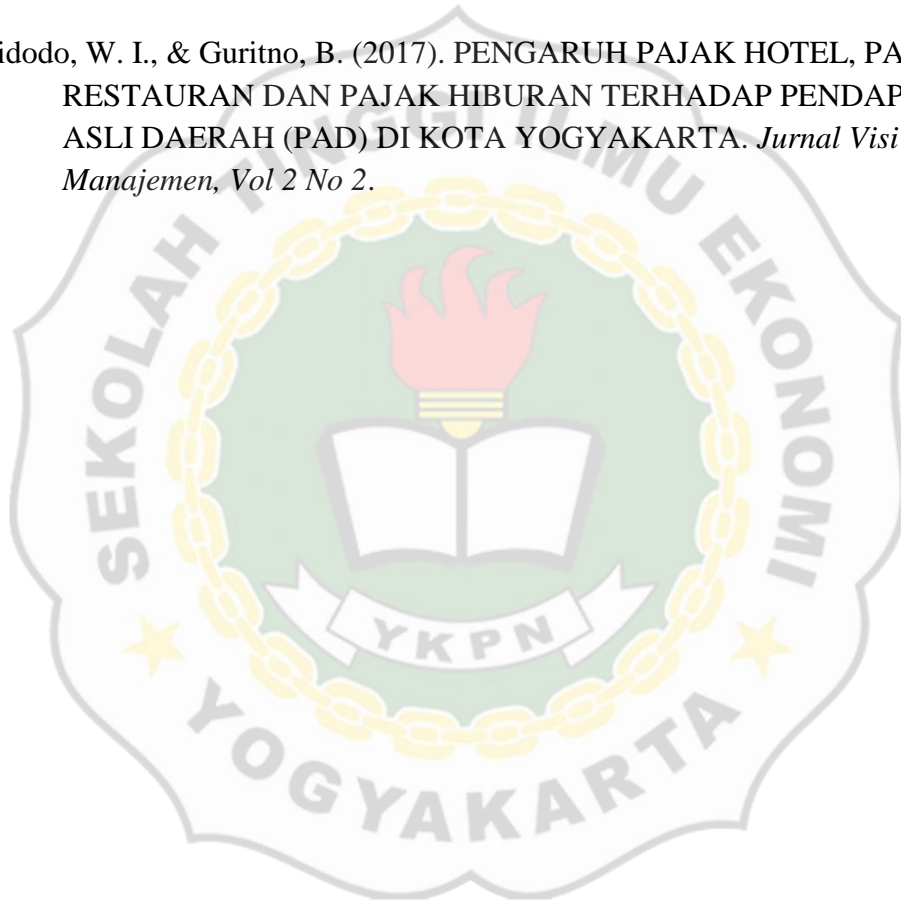 idodo, W. I., & Guritno, B. (2017). PENGARUH PAJAK HOTEL, PA
RESTAURAN DAN PAJAK HIBURAN TERHADAP PENDAP
ASLI DAERAH (PAD) DI KOTA YOGYAKARTA. Jurnal Visi
Manajemen, Vol 2 No 2.
SEKOLAH TINGGI ILMU EKONOMI
YKPN
YOGYAKARTA